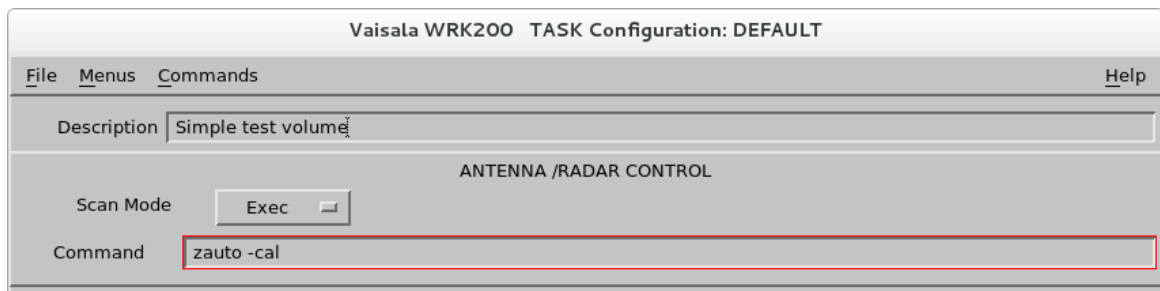 Vaisala WRK200 TASK Configuration: DEFAULT
File Menus Commands Help
Description Simple test volume
ANTENNA /RADAR CONTROL
Scan Mode Exec
Command zauto -cal